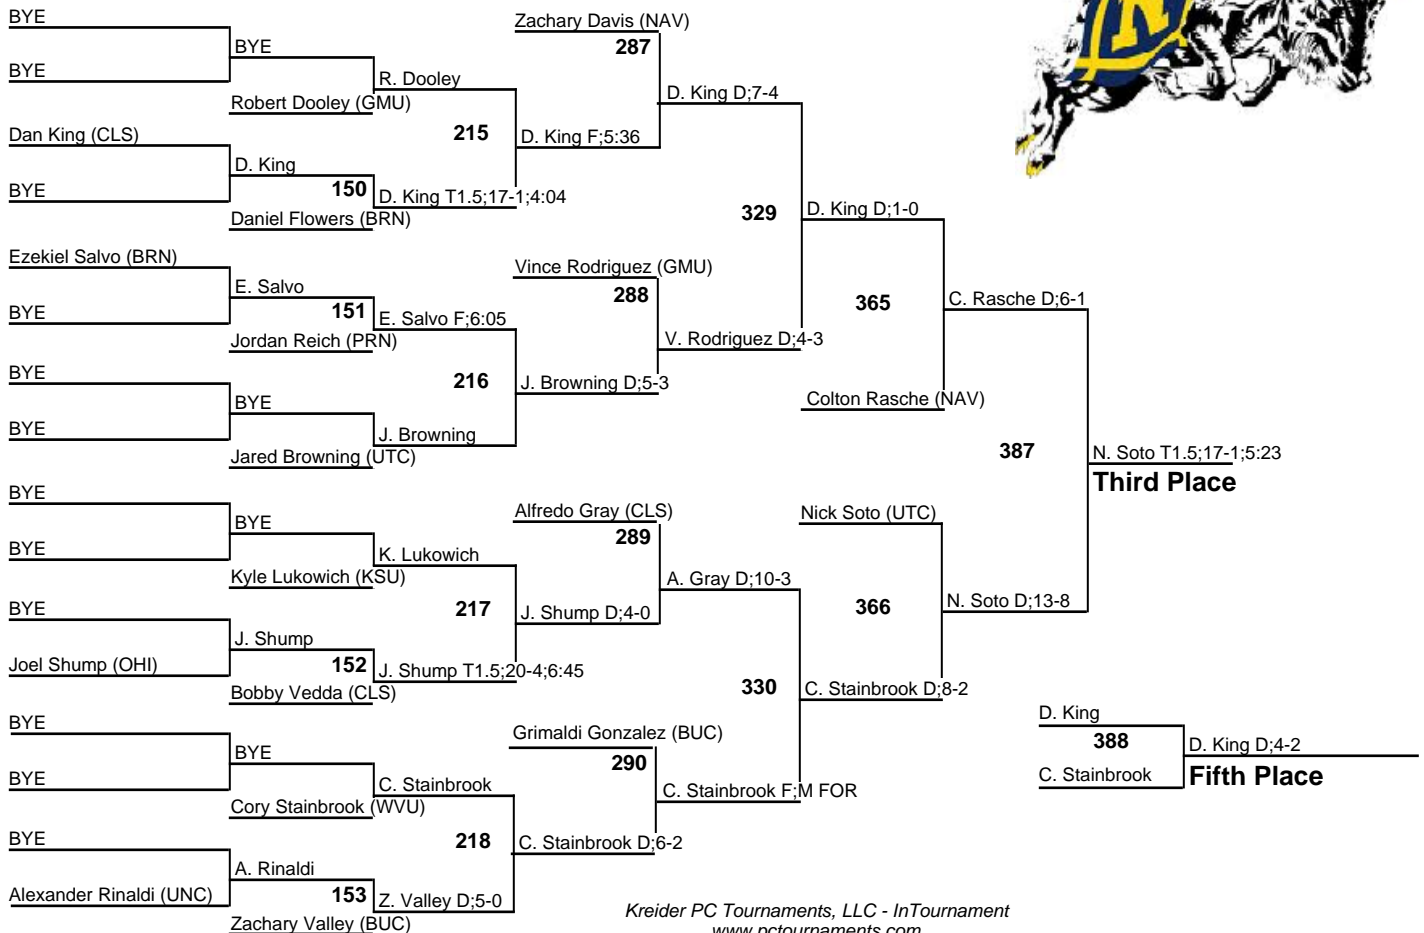 BYE
BYE
BYE
R. Dooley
Robert Dooley (GMU)
Dan King (CLS)
D. King
BYE
150
D. King T1.5;17-1;4:04
Daniel Flowers (BRN)
215
D. King F;5:36
Zachary Davis (NAV)
287
D. King D;7-4
Ezekiel Salvo (BRN)
E. Salvo
BYE
151
E. Salvo F;6:05
Jordan Reich (PRN)
BYE
BYE
BYE
J. Browning
Jared Browning (UTC)
216
J. Browning D;5-3
Vince Rodriguez (GMU)
288
V. Rodriguez D;4-3
329
D. King D;1-0
365
C. Rasche D;6-1
Colton Rasche (NAV)
387
N. Soto T1.5;17-1;5:23
Third Place
BYE
BYE
BYE
K. Lukowich
Kyle Lukowich (KSU)
BYE
J. Shump
Joel Shump (OHI)
152
J. Shump T1.5;20-4;6:45
Bobby Vedda (CLS)
217
J. Shump D;4-0
Alfredo Gray (CLS)
289
A. Gray D;10-3
BYE
BYE
BYE
C. Stainbrook
Cory Stainbrook (WVU)
BYE
A. Rinaldi
Alexander Rinaldi (UNC)
153
Z. Valley D;5-0
Zachary Valley (BUC)
218
C. Stainbrook D;6-2
Grimaldi Gonzalez (BUC)
290
C. Stainbrook F;M FOR
330
C. Stainbrook D;8-2
Nick Soto (UTC)
366
N. Soto D;13-8
D. King
388
D. King D;4-2
C. Stainbrook
Fifth Place
Kreider PC Tournaments, LLC - InTournament
www.pctournaments.com
N